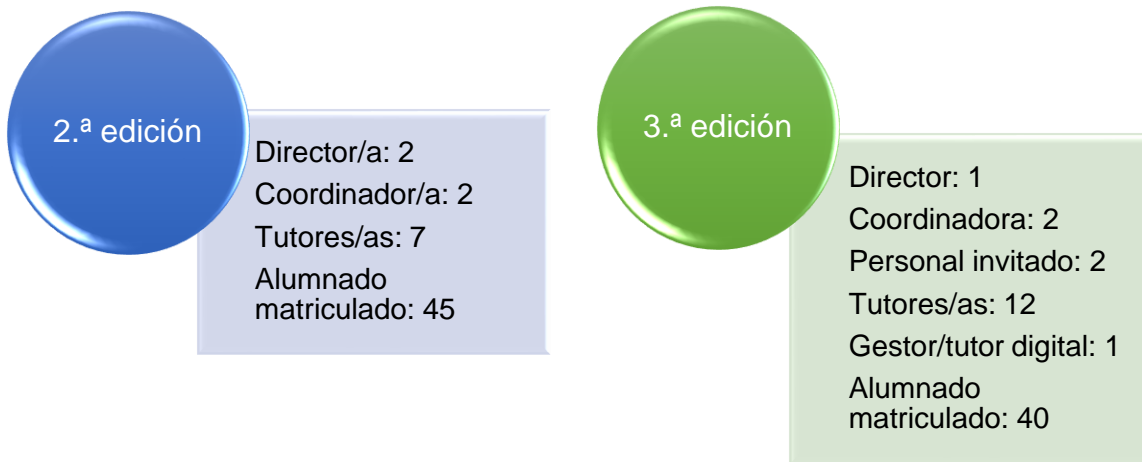 2.ª edición
Director/a: 2
Coordinador/a: 2
Tutores/as: 7
Alumnado
matriculado: 45
3.ª edición
Director: 1
Coordinadora: 2
Personal invitado: 2
Tutores/as: 12
Gestor/tutor digital: 1
Alumnado
matriculado: 40